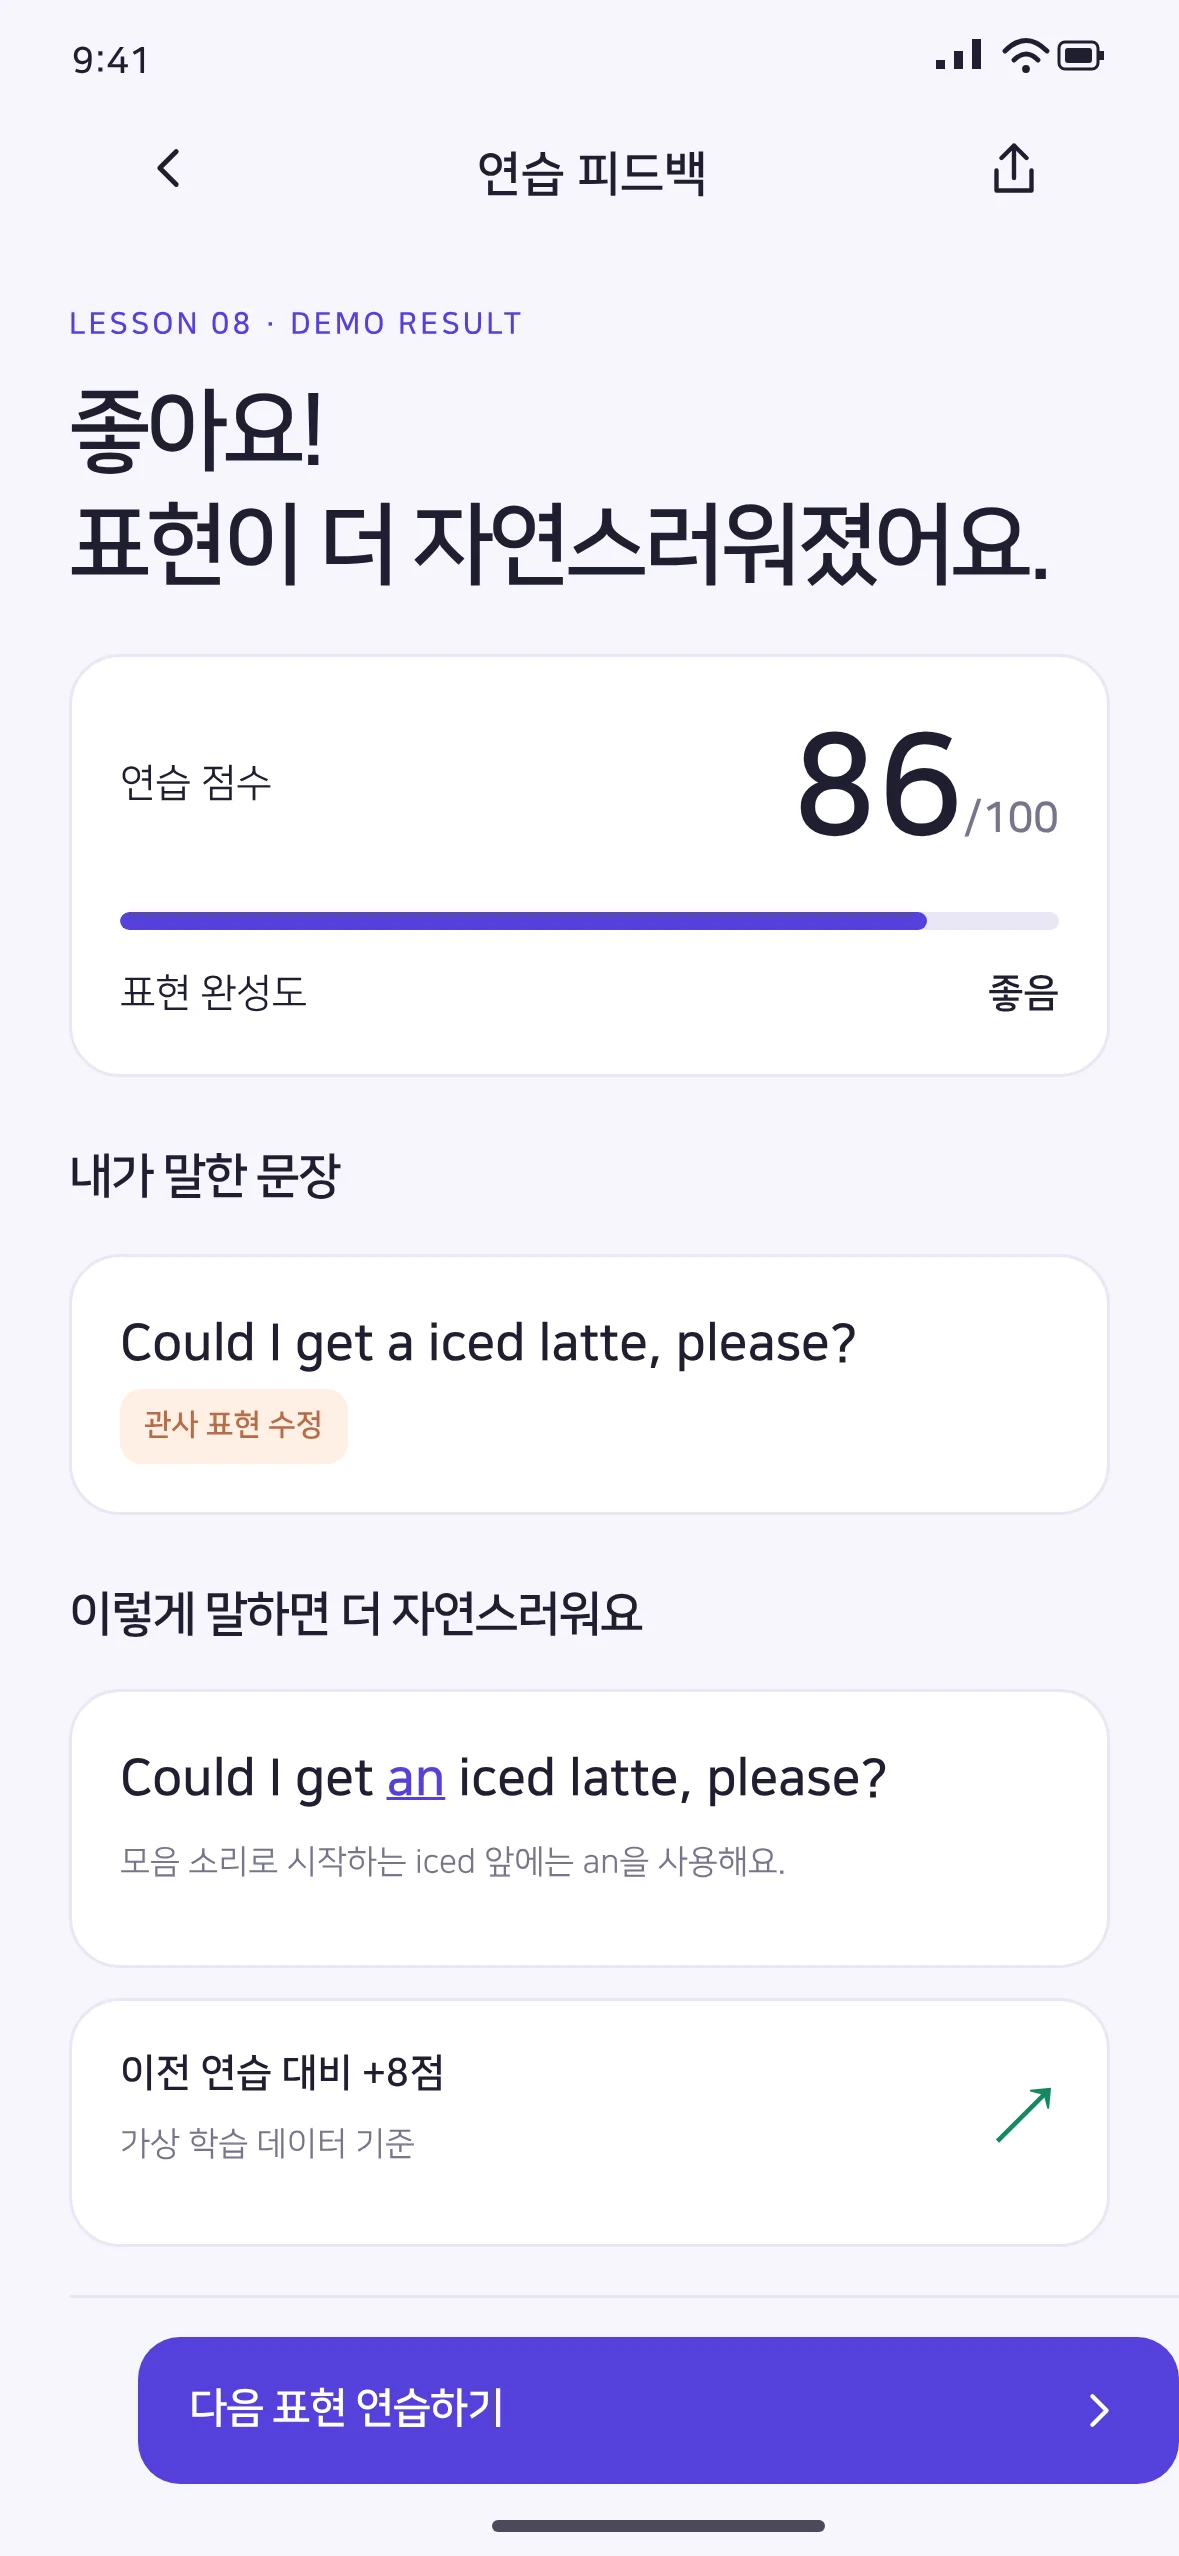 9:41
연습 피드백
LESSON 08 · DEMO RESULT
좋아요!
표현이 더 자연스러워졌어요.
연습 점수
86/100
표현 완성도
좋음
내가 말한 문장
Could I get a iced latte, please?
관사 표현 수정
이렇게 말하면 더 자연스러워요
Could I get an iced latte, please?
모음 소리로 시작하는 iced 앞에는 an을 사용해요.
이전 연습 대비 +8점
가상 학습 데이터 기준
다음 표현 연습하기